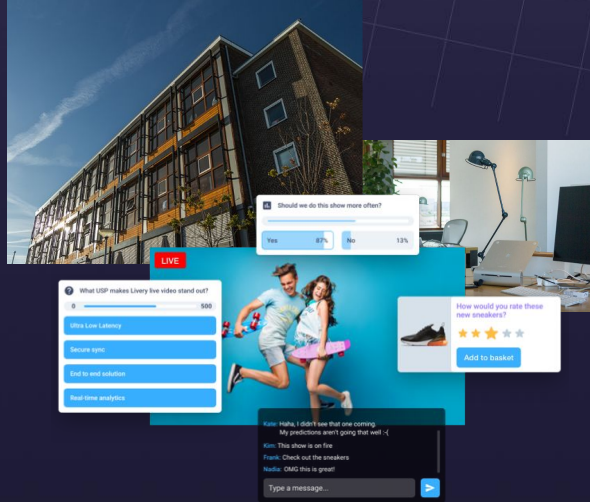 Should we do this show more often?
Yes 87% No 13%
LIVE
What USP makes Livery live video stand out?
0 500
Ultra Low Latency
Secure sync
End to end solution
Real-time analytics
How would you rate these
new sneakers?
Add to basket
Kate: Haha, I didn't see that one coming.
My predictions aren't going that well :-(
Kim: This show is on fire
Frank: Check out the sneakers
Nadia: OMG this is great!
Type a message...